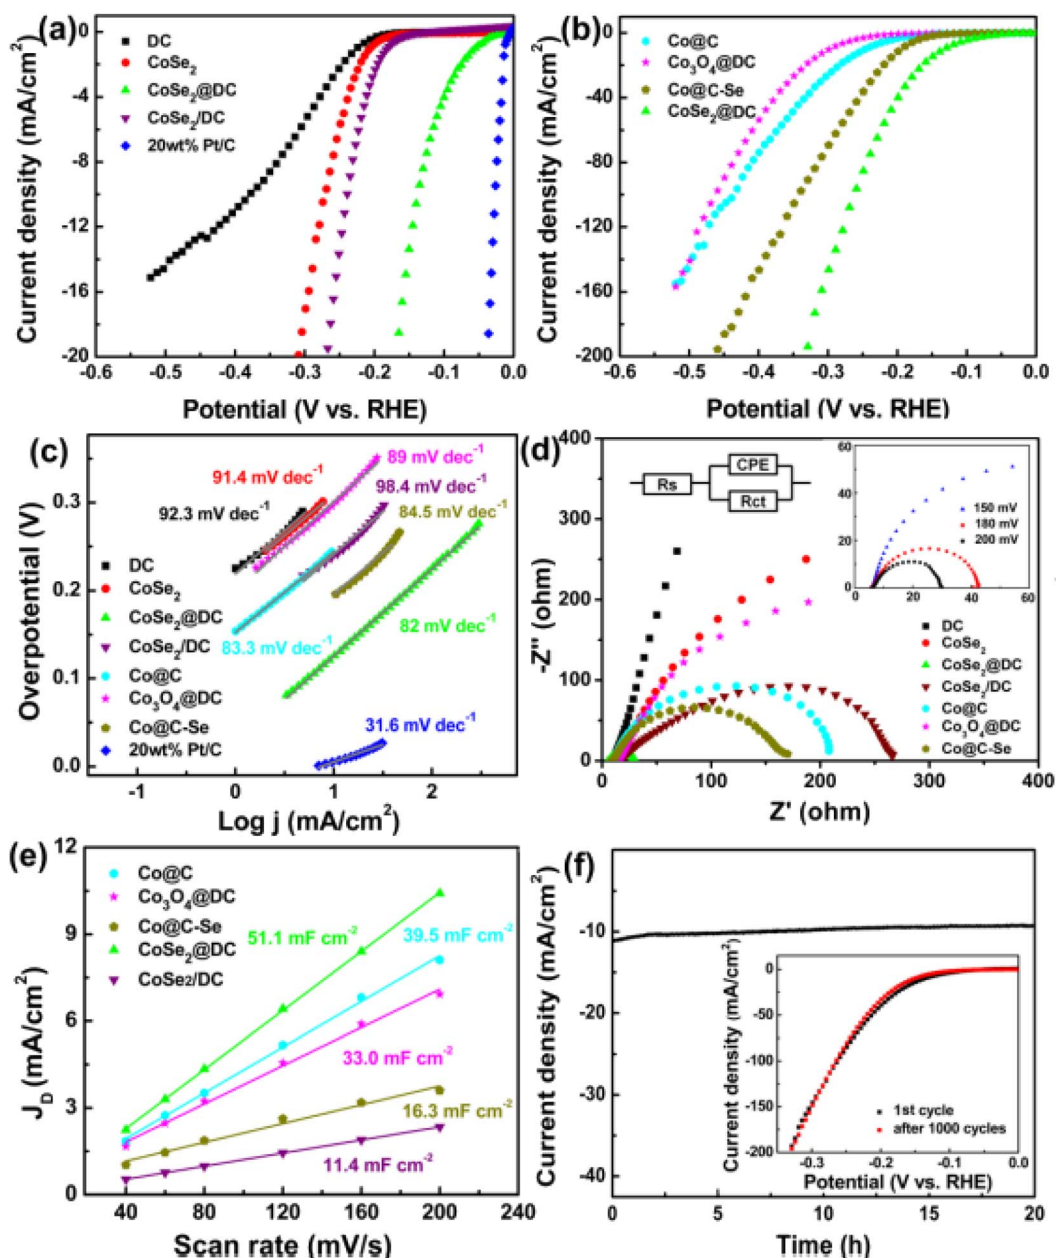 (a)
DC
CoSe₂
CoSe₂@DC
CoSe₂/DC
20wt% Pt/C
Current density (mA/cm²)
0
-4
-8
-12
-16
-20
-0.6 -0.5 -0.4 -0.3 -0.2 -0.1 0.0
Potential (V vs. RHE)
(b)
Co@C
Co₃O₄@DC
Co@C-Se
CoSe₂@DC
Current density (mA/cm²)
0
-40
-80
-120
-160
-200
-0.6 -0.5 -0.4 -0.3 -0.2 -0.1 0.0
Potential (V vs. RHE)
(c)
89 mV dec⁻¹
91.4 mV dec⁻¹
98.4 mV dec⁻¹
92.3 mV dec⁻¹
84.5 mV dec⁻¹
83.3 mV dec⁻¹
82 mV dec⁻¹
31.6 mV dec⁻¹
DC
CoSe₂
CoSe₂@DC
CoSe₂/DC
Co@C
Co₃O₄@DC
Co@C-Se
20wt% Pt/C
Overpotential (V)
0.3
0.2
0.1
0.0
-1 0 1 2
Log j (mA/cm²)
(d)
Rs
CPE
Rct
60
40
20
0
0 20 40 60
150 mV
180 mV
200 mV
DC
CoSe₂
CoSe₂@DC
CoSe₂/DC
Co@C
Co₃O₄@DC
Co@C-Se
-Z'' (ohm)
400
300
200
100
0
0 100 200 300 400
Z' (ohm)
(e)
Co@C
Co₃O₄@DC
Co@C-Se
CoSe₂@DC
CoSe2/DC
51.1 mF cm⁻²
39.5 mF cm⁻²
33.0 mF cm⁻²
16.3 mF cm⁻²
11.4 mF cm⁻²
J_D (mA/cm²)
12
9
6
3
0
40 80 120 160 200 240
Scan rate (mV/s)
(f)
Current density (mA/cm²)
0
-10
-20
-30
-40
0 5 10 15 20
Time (h)
Current density (mA/cm²)
0
-50
-100
-150
-200
1st cycle
after 1000 cycles
-0.3 -0.2 -0.1 0.0
Potential (V vs. RHE)